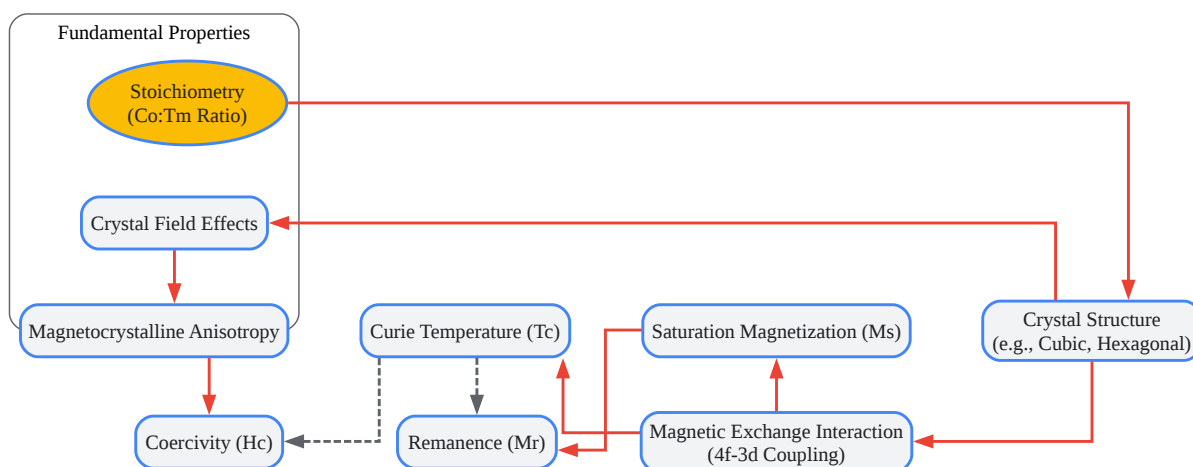 Fundamental Properties
Stoichiometry
(Co:Tm Ratio)
Crystal Field Effects
Magnetocrystalline Anisotropy
Curie Temperature (Tc)
Saturation Magnetization (Ms)
Crystal Structure
(e.g., Cubic, Hexagonal)
Coercivity (Hc)
Remanence (Mr)
Magnetic Exchange Interaction
(4f-3d Coupling)